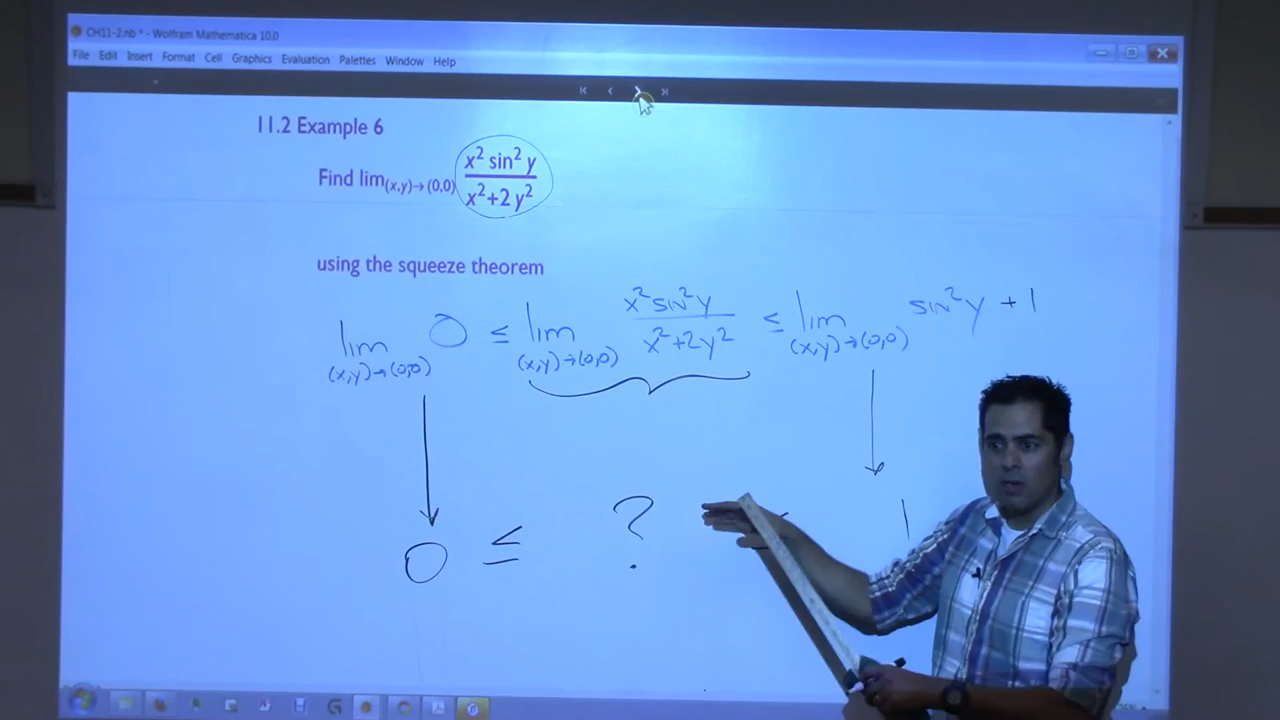 CH11-2.nb * - Wolfram Mathematica 10.0
File Edit Insert Format Cell Graphics Evaluation Palettes Window Help
11.2 Example 6
Find lim(x,y)→(0,0) x² sin² y / x²+2 y²
using the squeeze theorem
lim (x,y)→(0,0) 0 ≤ lim (x,y)→(0,0) x² sin² y / x²+2y² ≤ lim (x,y)→(0,0) sin² y + 1
0 ≤ ? 1